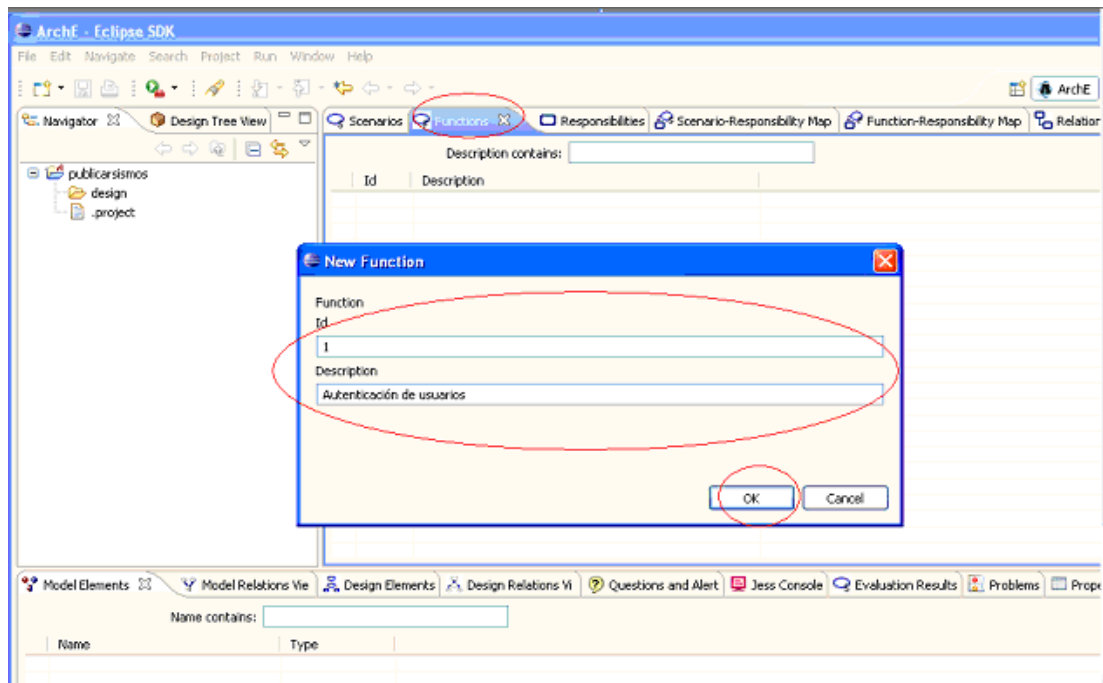 ArchE - Eclipse SDK
File Edit Navigate Search Project Run Window Help
ArchE
Navigator Design Tree View
Scenarios Functions Responsibilities Scenario-Responsibility Map Function-Responsibility Map Relation
Description contains:
publicarsismos
design
.project
Id Description
New Function
Function
Id
1
Description
Autenticación de usuarios
OK Cancel
Model Elements Model Relations Vie Design Elements Design Relations Vi Questions and Alert Jess Console Evaluation Results Problems Prope
Name contains:
Name Type